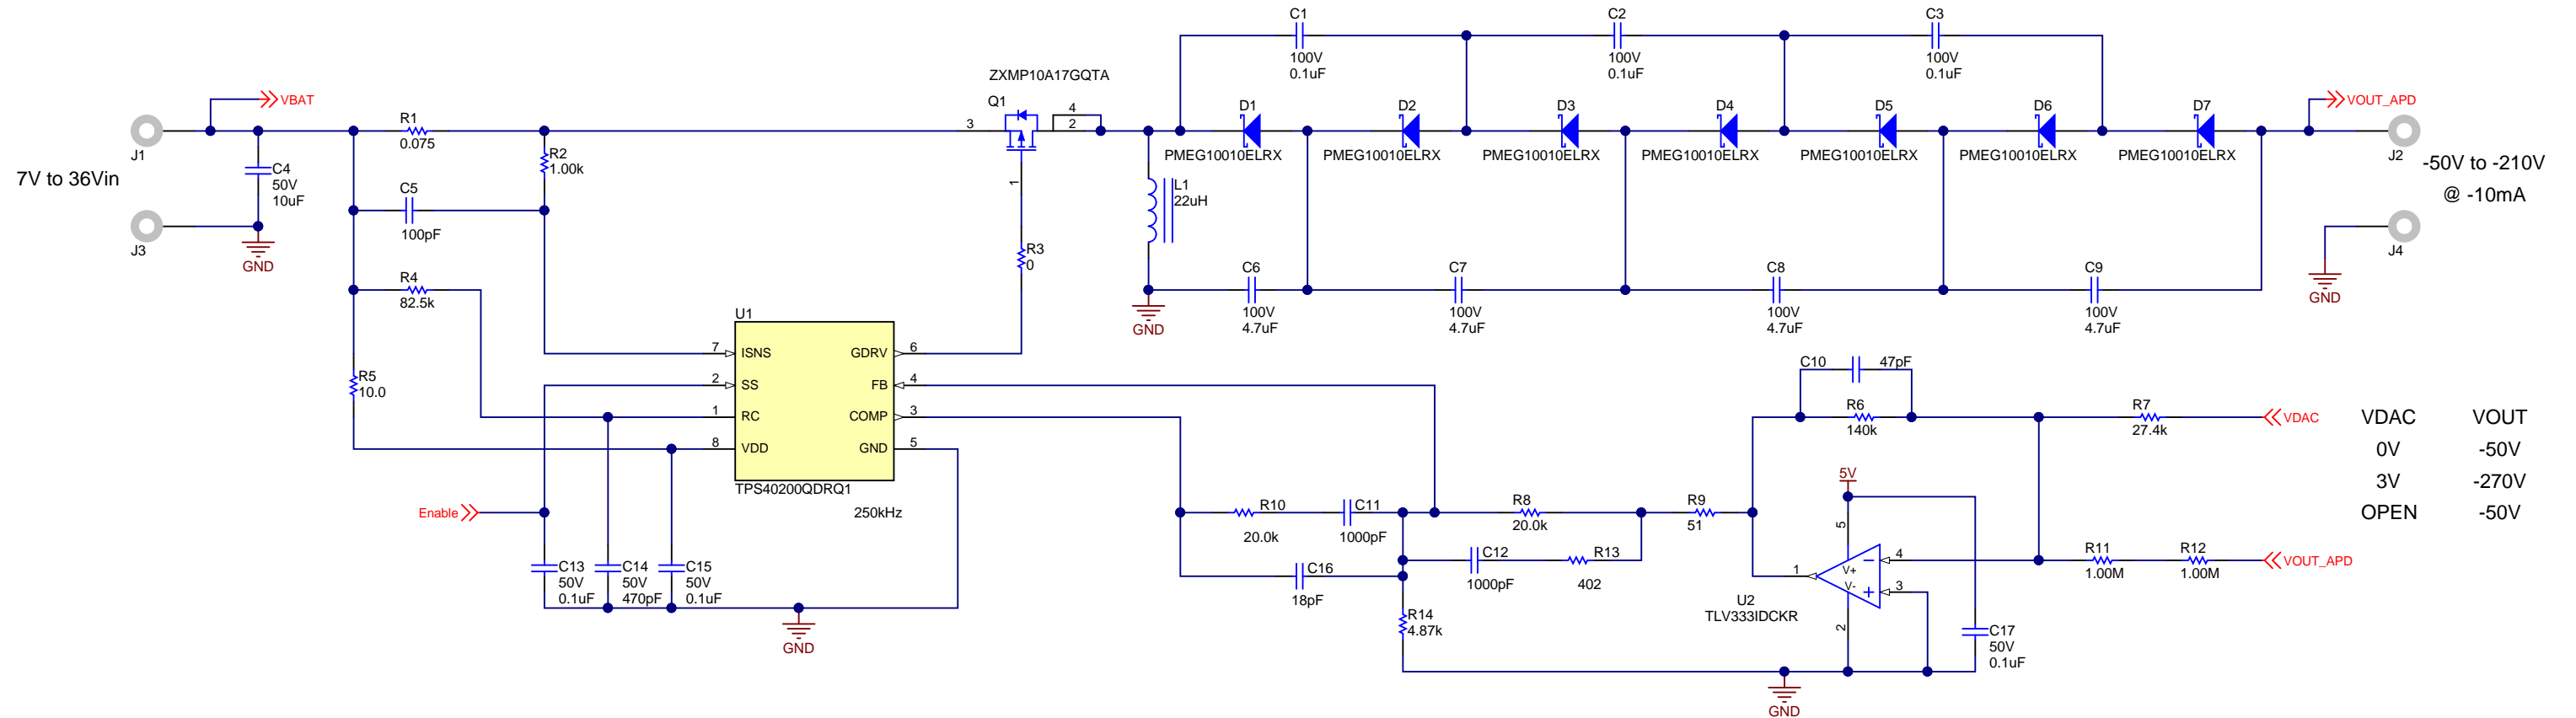 C1
100V
0.1uF
C2
100V
0.1uF
C3
100V
0.1uF
ZXMP10A17GQTA
Q1
3
4
2
1
VBAT
J1
7V to 36Vin
J3
C4
50V
10uF
GND
R1
0.075
R2
1.00k
C5
100pF
R4
82.5k
R5
10.0
R3
0
L1
22uH
GND
D1
PMEG10010ELRX
D2
PMEG10010ELRX
D3
PMEG10010ELRX
D4
PMEG10010ELRX
D5
PMEG10010ELRX
D6
PMEG10010ELRX
D7
PMEG10010ELRX
VOUT_APD
J2
-50V to -210V
@ -10mA
J4
GND
C6
100V
4.7uF
C7
100V
4.7uF
C8
100V
4.7uF
C9
100V
4.7uF
U1
7 ISNS GDRV 6
2 SS FB 4
1 RC COMP 3
8 VDD GND 5
TPS40200QDRQ1
250kHz
Enable
C13
50V
0.1uF
C14
50V
470pF
C15
50V
0.1uF
GND
R10
20.0k
C11
1000pF
C16
18pF
R8
20.0k
C12
1000pF
R13
402
R14
4.87k
R9
51
C10 47pF
R6
140k
R7
27.4k
VDAC
5V
5
4
3
1
2
V+
V-
U2
TLV333IDCKR
R11
1.00M
R12
1.00M
VOUT_APD
C17
50V
0.1uF
GND
VDAC VOUT
0V -50V
3V -270V
OPEN -50V